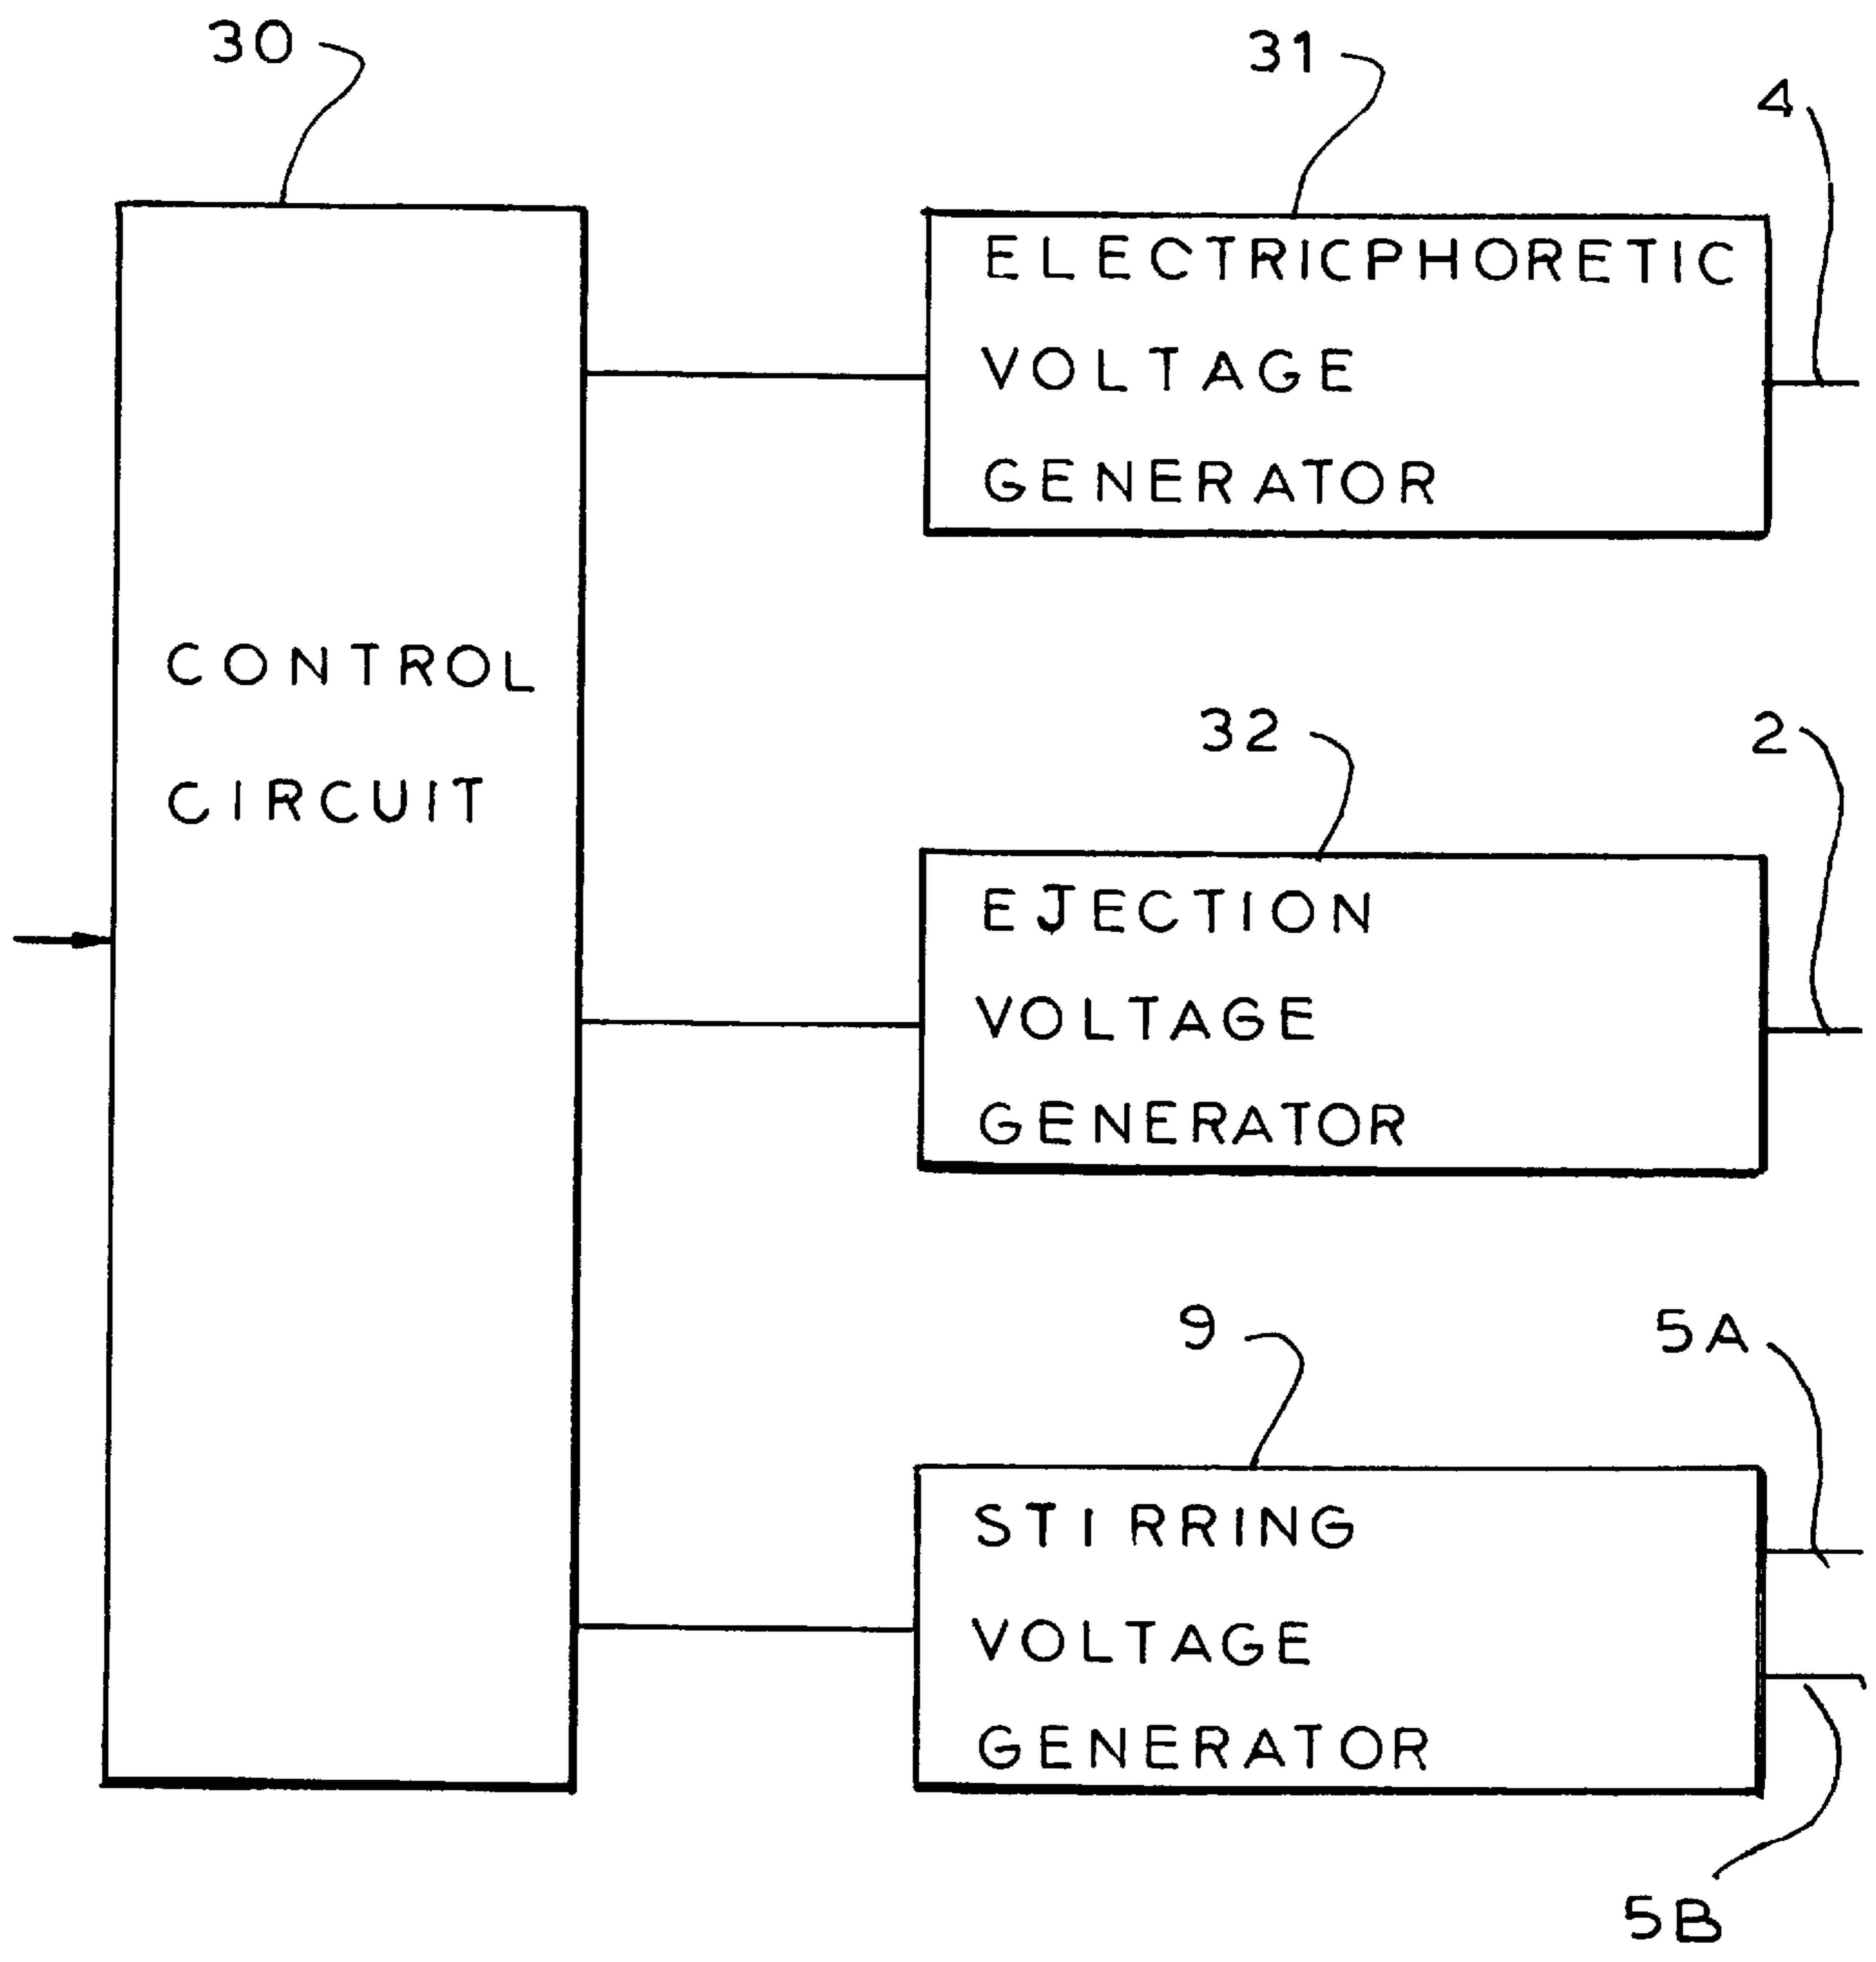 30
31
4
ELECTRICPHORETIC
VOLTAGE
GENERATOR
CONTROL
CIRCUIT
32
2
EJECTION
VOLTAGE
GENERATOR
9
5A
STIRRING
VOLTAGE
GENERATOR
5B